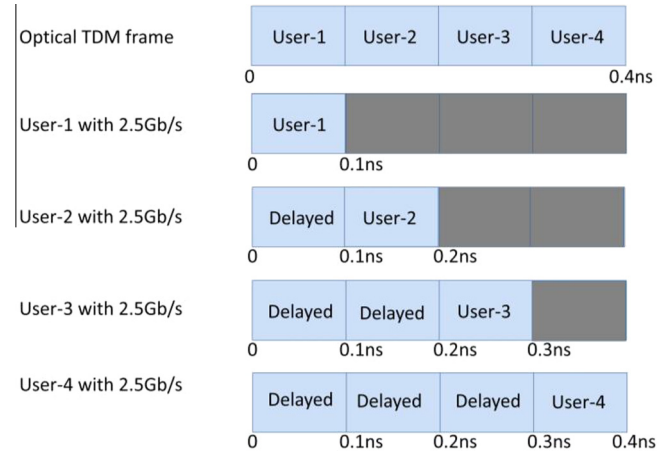 Optical TDM frame User-1 User-2 User-3 User-4
0 0.4ns
User-1 with 2.5Gb/s User-1
0 0.1ns
User-2 with 2.5Gb/s Delayed User-2
0 0.1ns 0.2ns
User-3 with 2.5Gb/s Delayed Delayed User-3
0 0.1ns 0.2ns 0.3ns
User-4 with 2.5Gb/s Delayed Delayed Delayed User-4
0 0.1ns 0.2ns 0.3ns 0.4ns